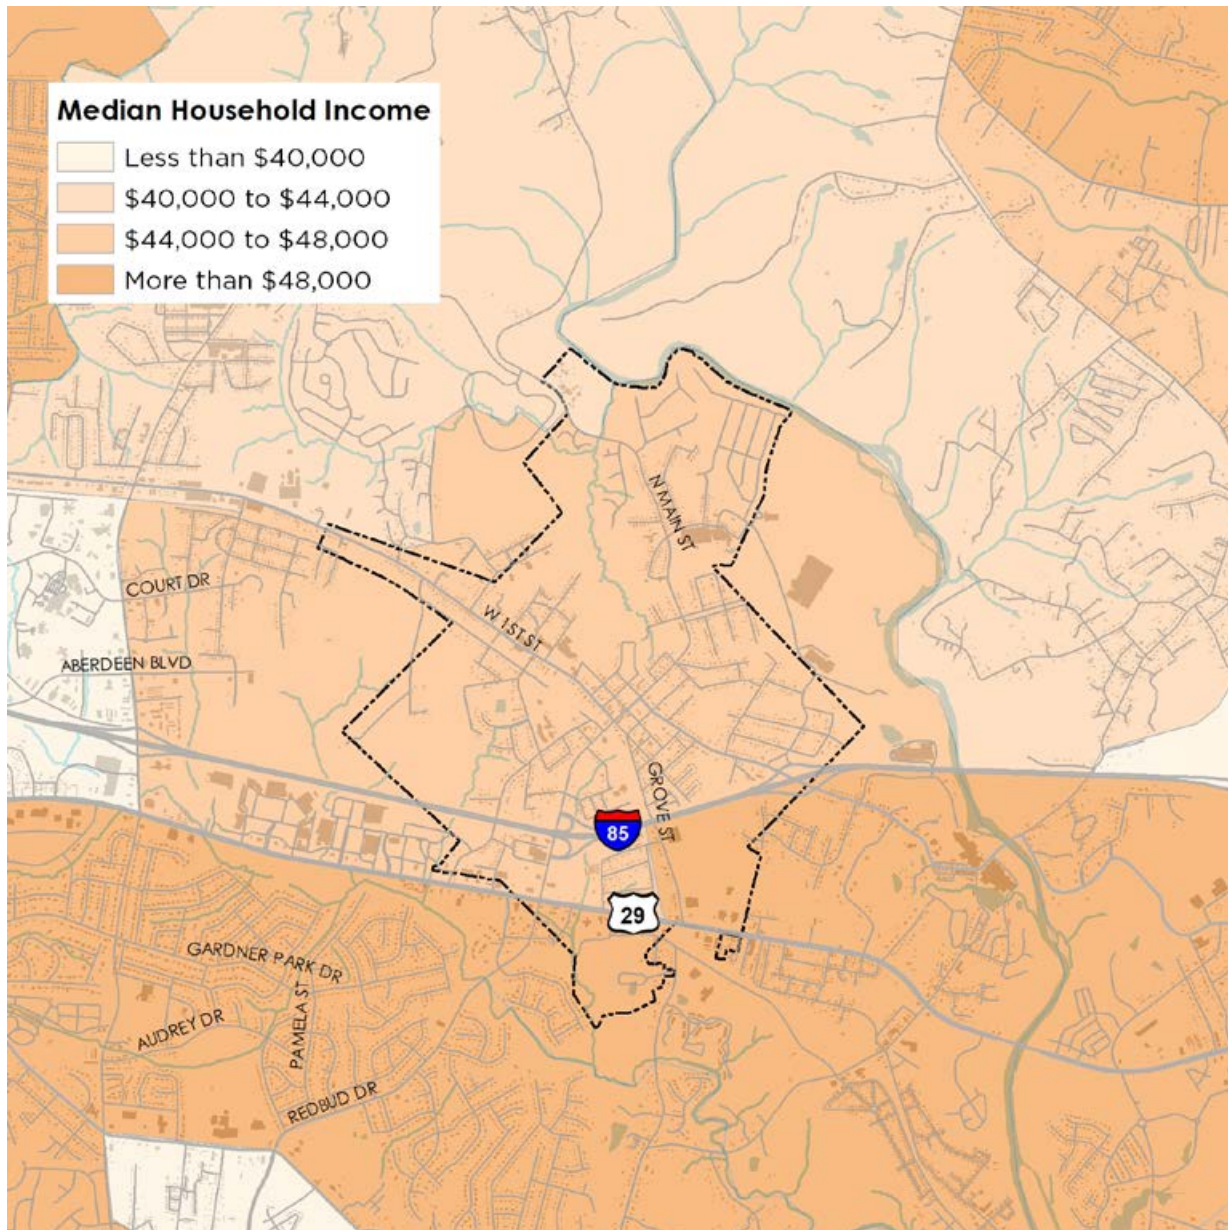 Median Household Income
Less than $40,000
$40,000 to $44,000
$44,000 to $48,000
More than $48,000
N MAIN ST
COURT DR
W 1ST ST
ABERDEEN BLVD
GROVE ST
85
29
GARDNER PARK DR
PAMELA ST
AUDREY DR
REDBUD DR